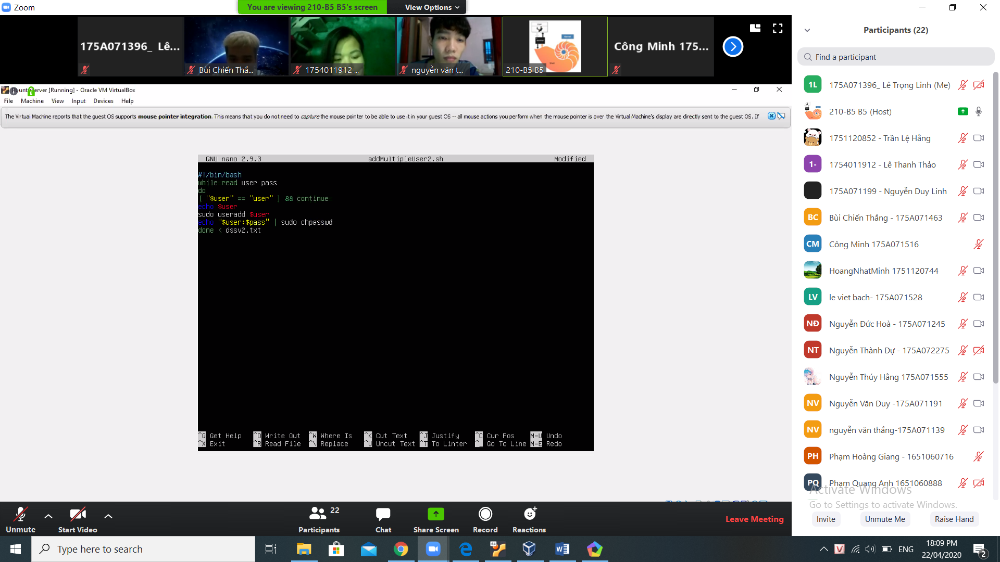 Zoom
You are viewing 210-B5 B5's screen
View Options
175A071396_ Lê...
Bùi Chiến Thắ...
1754011912 ...
nguyễn văn t...
210-B5 B5
Công Minh 175...
[Running] - Oracle VM VirtualBox
File Machine View Input Devices Help
The Virtual Machine reports that the guest OS supports mouse pointer integration. This means that you do not need to capture the mouse pointer to be able to use it in your guest OS -- all mouse actions you perform when the mouse pointer is over the Virtual Machine's display are directly sent to the guest OS. If
GNU nano 2.9.3 addMultipleUser2.sh Modified
#!/bin/bash
while read user pass
do
[ "$user" == "user" ] && continue
echo $user
sudo useradd $user
echo "$user:$pass" | sudo chpasswd
done < dssv2.txt
^G Get Help ^O Write Out ^W Where Is ^K Cut Text ^J Justify ^C Cur Pos M-U Undo
^X Exit ^R Read File ^\ Replace ^U Uncut Text ^T To Linter ^_ Go To Line M-E Redo
Participants (22)
Find a participant
1L 175A071396_ Lê Trọng Linh (Me)
210-B5 B5 (Host)
1751120852 - Trần Lệ Hằng
1- 1754011912 - Lê Thanh Thảo
175A071199 - Nguyễn Duy Linh
BC Bùi Chiến Thắng - 175A071463
CM Công Minh 175A071516
HoangNhatMinh 1751120744
LV le viet bach- 175A071528
NĐ Nguyễn Đức Hoà - 175A071245
NT Nguyễn Thành Dự - 175A072275
Nguyễn Thúy Hằng 175A071555
NV Nguyễn Văn Duy -175A071191
NV nguyễn văn thắng-175A071139
PH Phạm Hoàng Giang - 1651060716
PQ Phạm Quang Anh 1651060888
Activate Windows
Go to Settings to activate Windows.
Invite Unmute Me Raise Hand
Unmute
Start Video
22
Participants
Chat
Share Screen
Record
Reactions
Leave Meeting
Type here to search
ENG
18:09 PM
22/04/2020
2